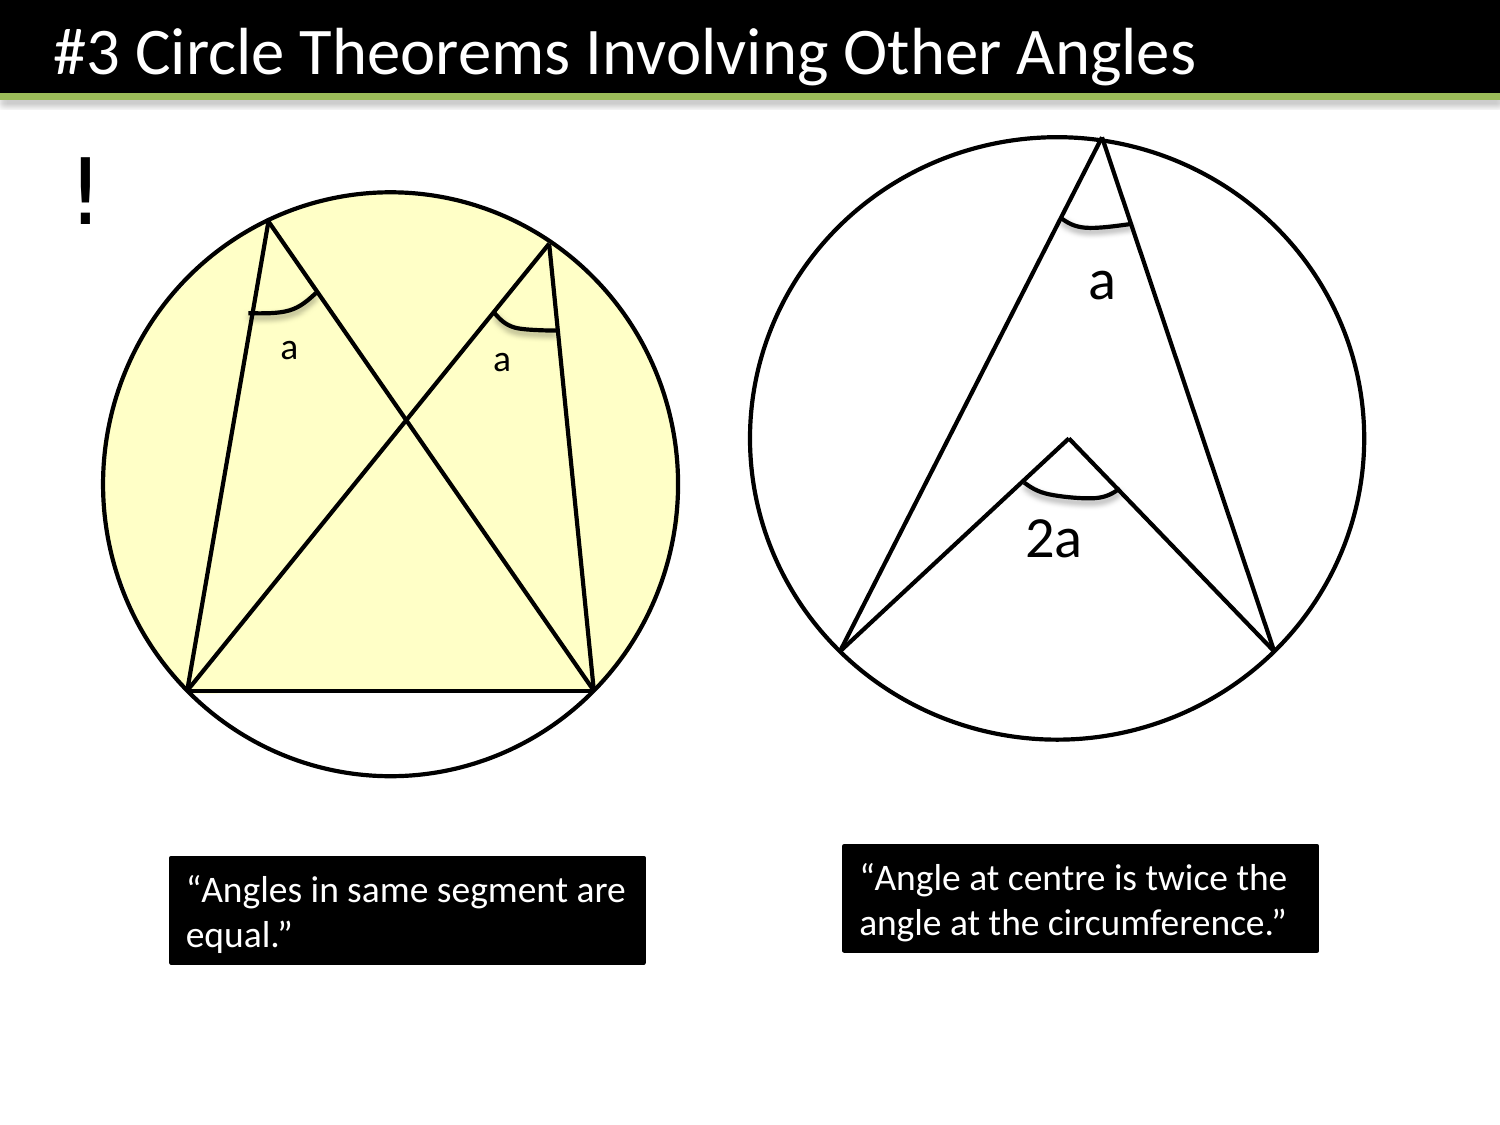 #3 Circle Theorems Involving Other Angles
!
a
a
a
2a
“Angles in same segment are
equal.”
“Angle at centre is twice the
angle at the circumference.”